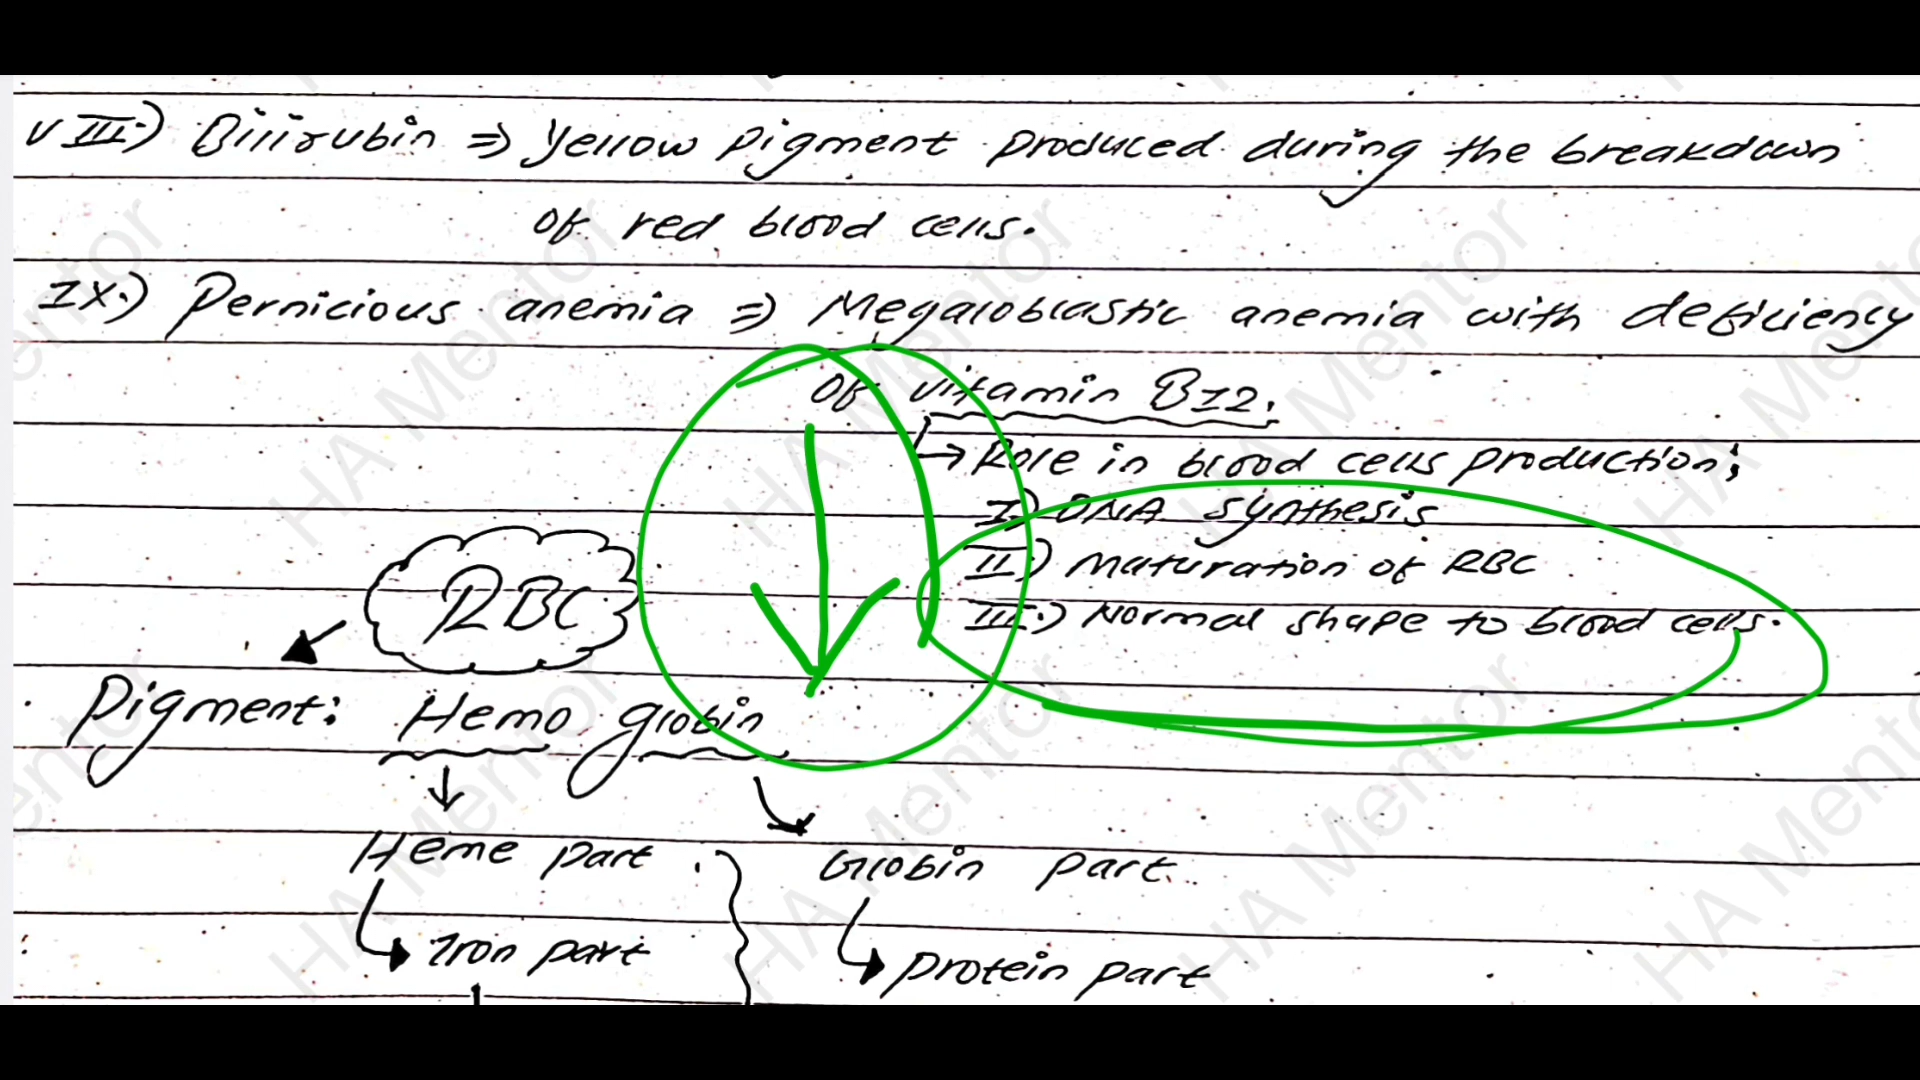 VIII.) Bilirubin ⇒ Yellow pigment produced during the breakdown
of red blood cells.
IX.) Pernicious anemia ⇒ Megaloblastic anemia with deficiency
of vitamin B12.
→ Role in blood cells production;
I) DNA synthesis
II) Maturation of RBC
III.) Normal shape to blood cells.
RBC
Pigment: Hemo globin
Heme part
Globin part
Iron part
Protein part
HA Mentor